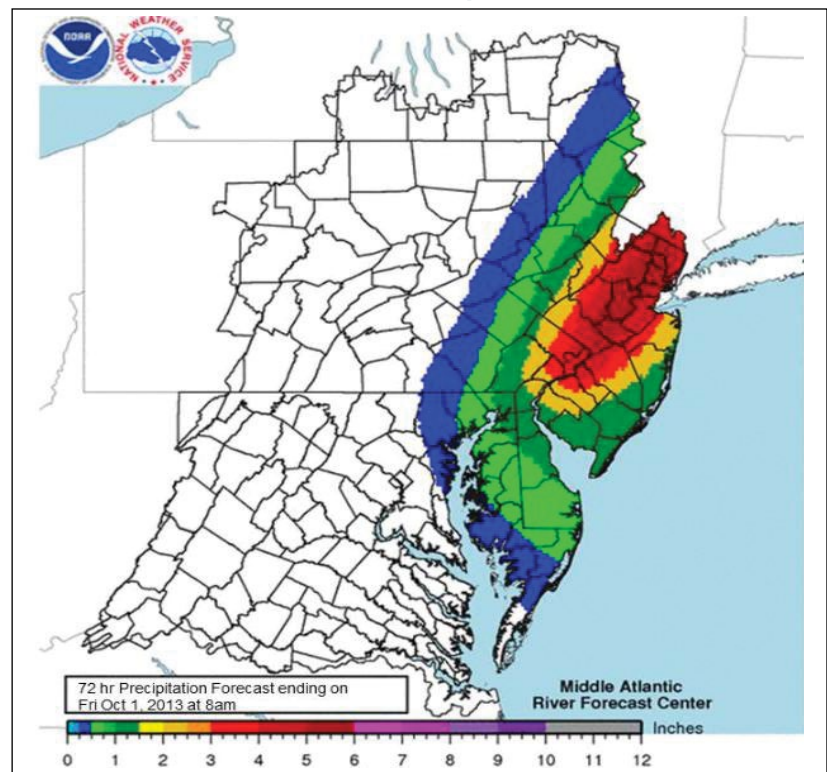 NOAA
NATIONAL WEATHER SERVICE
72 hr Precipitation Forecast ending on
Fri Oct 1, 2013 at 8am
Middle Atlantic
River Forecast Center
Inches
0 1 2 3 4 5 6 7 8 9 10 11 12